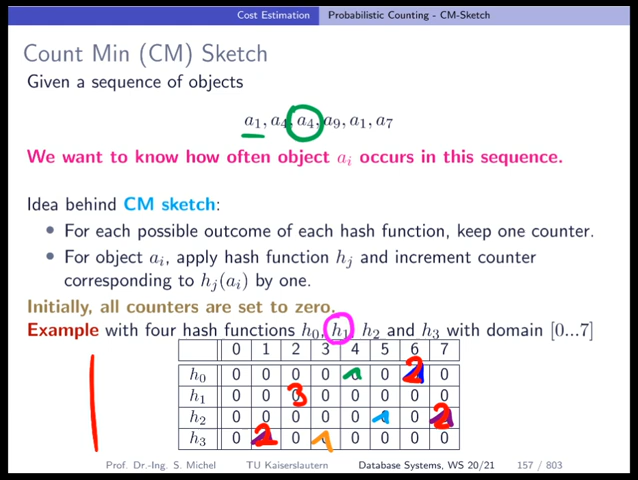 Cost Estimation Probabilistic Counting - CM-Sketch
Count Min (CM) Sketch
Given a sequence of objects
a₁, a₄, a₄, a₉, a₁, a₇
We want to know how often object aᵢ occurs in this sequence.
Idea behind CM sketch:
• For each possible outcome of each hash function, keep one counter.
• For object aᵢ, apply hash function hⱼ and increment counter
corresponding to hⱼ(aᵢ) by one.
Initially, all counters are set to zero.
Example with four hash functions h₀, h₁, h₂ and h₃ with domain [0...7]
0 1 2 3 4 5 6 7
h₀ 0 0 0 0 1 0 2 0
h₁ 0 0 3 0 0 0 0 0
h₂ 0 0 0 0 0 1 0 2
h₃ 0 2 0 1 0 0 0 0
Prof. Dr.-Ing. S. Michel TU Kaiserslautern Database Systems, WS 20/21 157 / 803